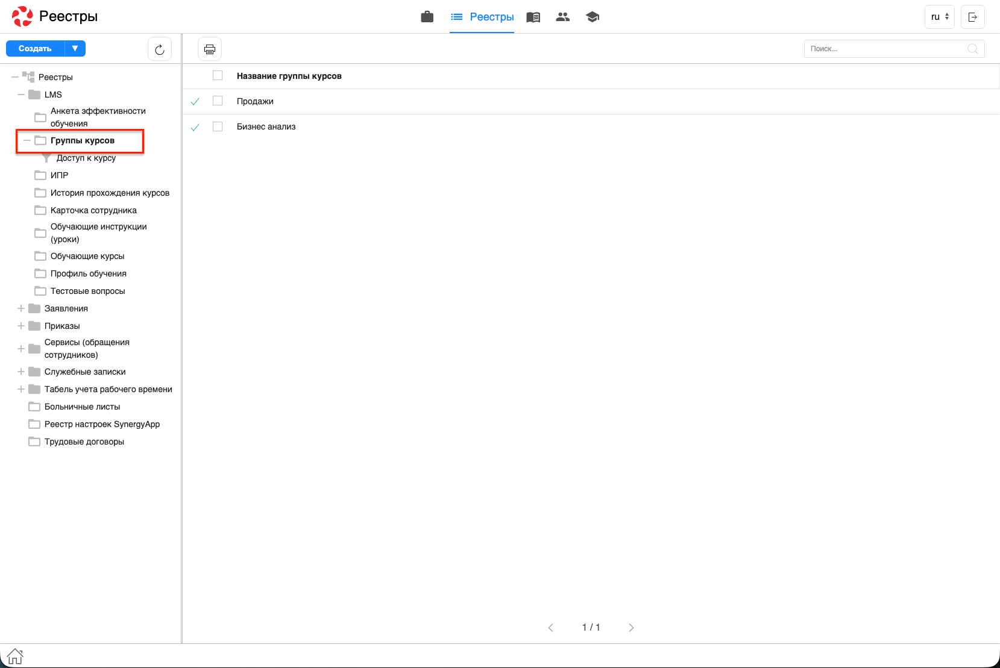 Реестры
Реестры
ru
Создать
Поиск...
Реестры
LMS
Анкета эффективности
обучения
Группы курсов
Доступ к курсу
ИПР
История прохождения курсов
Карточка сотрудника
Обучающие инструкции
(уроки)
Обучающие курсы
Профиль обучения
Тестовые вопросы
Заявления
Приказы
Сервисы (обращения
сотрудников)
Служебные записки
Табель учета рабочего времени
Больничные листы
Реестр настроек SynergyApp
Трудовые договоры
Название группы курсов
Продажи
Бизнес анализ
1 / 1